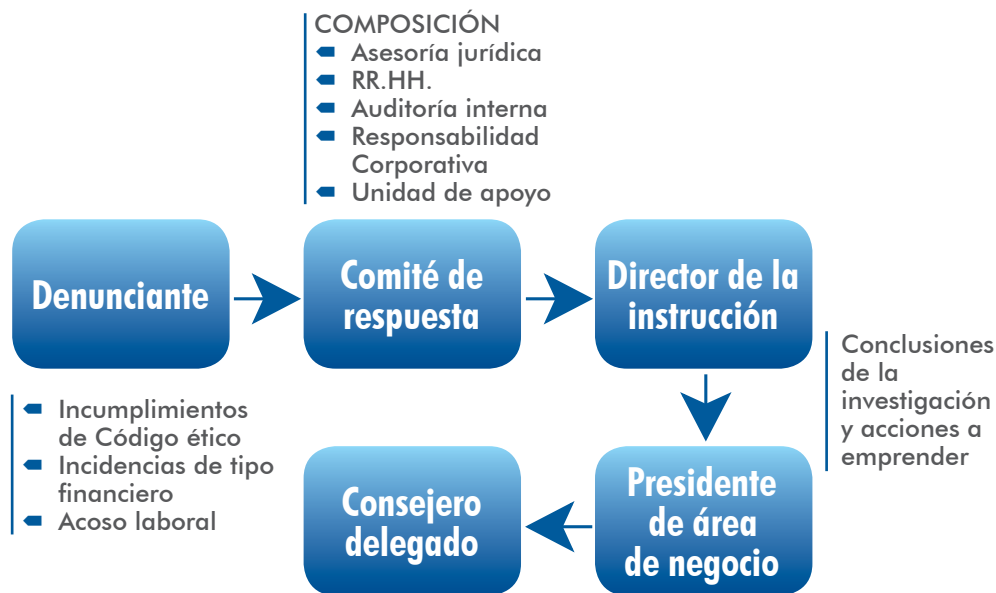 COMPOSICIÓN
Asesoría jurídica
RR.HH.
Auditoría interna
Responsabilidad
Corporativa
Unidad de apoyo
Denunciante
Comité de
respuesta
Director de la
instrucción
Incumplimientos
de Código ético
Incidencias de tipo
financiero
Acoso laboral
Conclusiones
de la
investigación
y acciones a
emprender
Presidente
de área
de negocio
Consejero
delegado